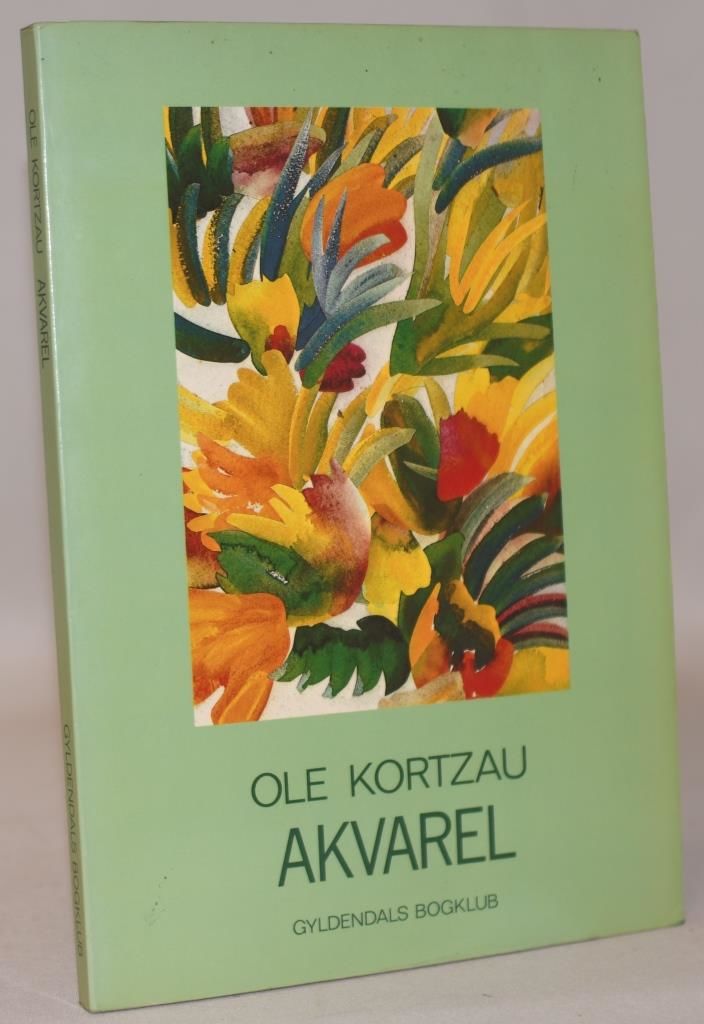 OLE KORTZAU AKVAREL
GYLDENDALS BOGKLUB
OLE KORTZAU
AKVAREL
GYLDENDALS BOGKLUB